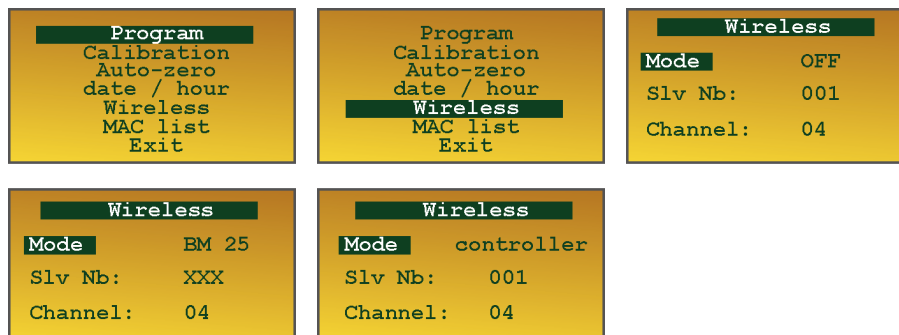 Program
Calibration
Auto-zero
date / hour
Wireless
MAC list
Exit
Program
Calibration
Auto-zero
date / hour
Wireless
MAC list
Exit
Wireless
Mode OFF
Slv Nb: 001
Channel: 04
Wireless
Mode BM 25
Slv Nb: XXX
Channel: 04
Wireless
Mode controller
Slv Nb: 001
Channel: 04